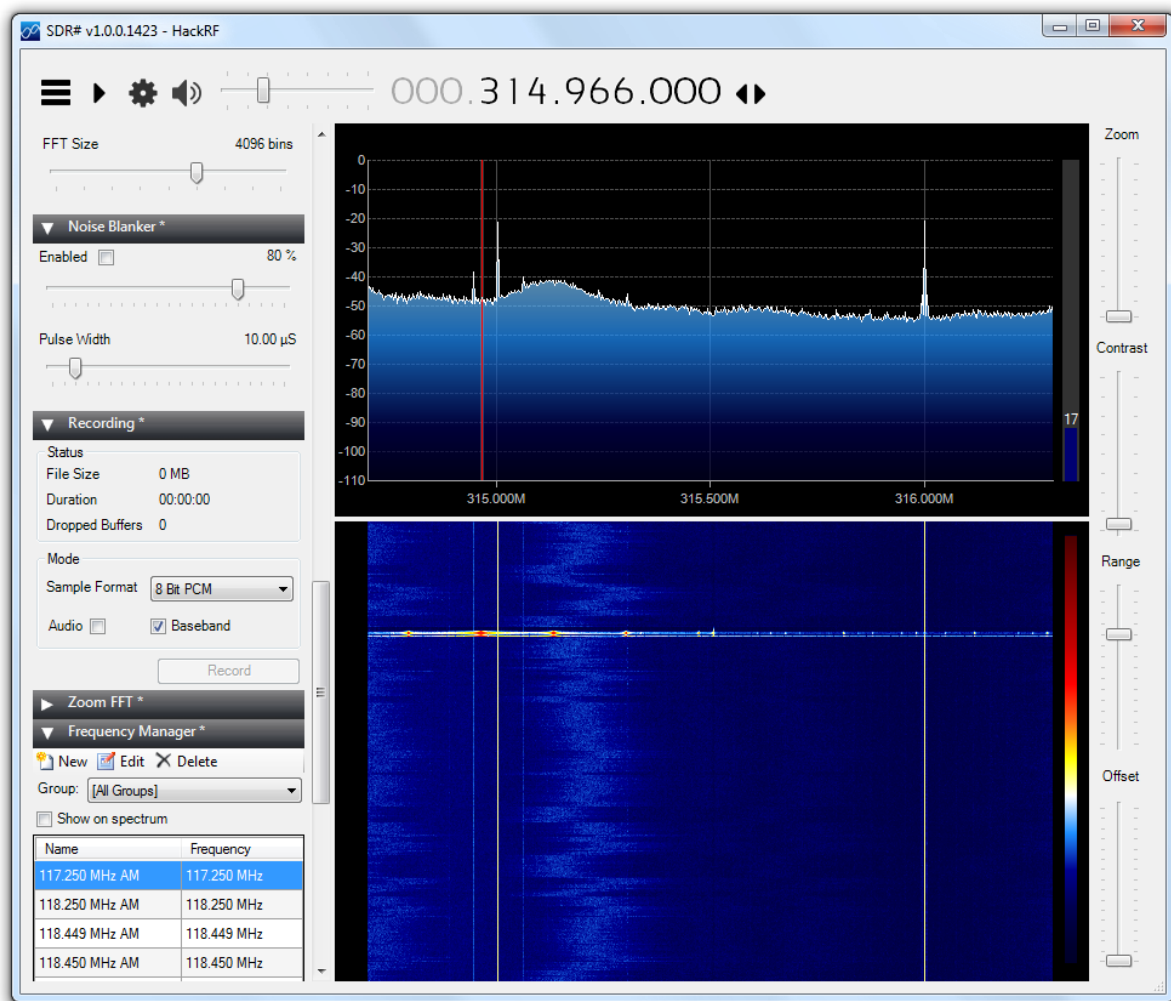 SDR# v1.0.0.1423 - HackRF
000.314.966.000
FFT Size 4096 bins
Noise Blanker *
Enabled 80 %
Pulse Width 10.00 µS
Recording *
Status
File Size 0 MB
Duration 00:00:00
Dropped Buffers 0
Mode
Sample Format 8 Bit PCM
Audio Baseband
Record
Zoom FFT *
Frequency Manager *
New Edit Delete
Group: [All Groups]
Show on spectrum
Name Frequency
117.250 MHz AM 117.250 MHz
118.250 MHz AM 118.250 MHz
118.449 MHz AM 118.449 MHz
118.450 MHz AM 118.450 MHz
0
-10
-20
-30
-40
-50
-60
-70
-80
-90
-100
-110
315.000M 315.500M 316.000M
17
Zoom
Contrast
Range
Offset